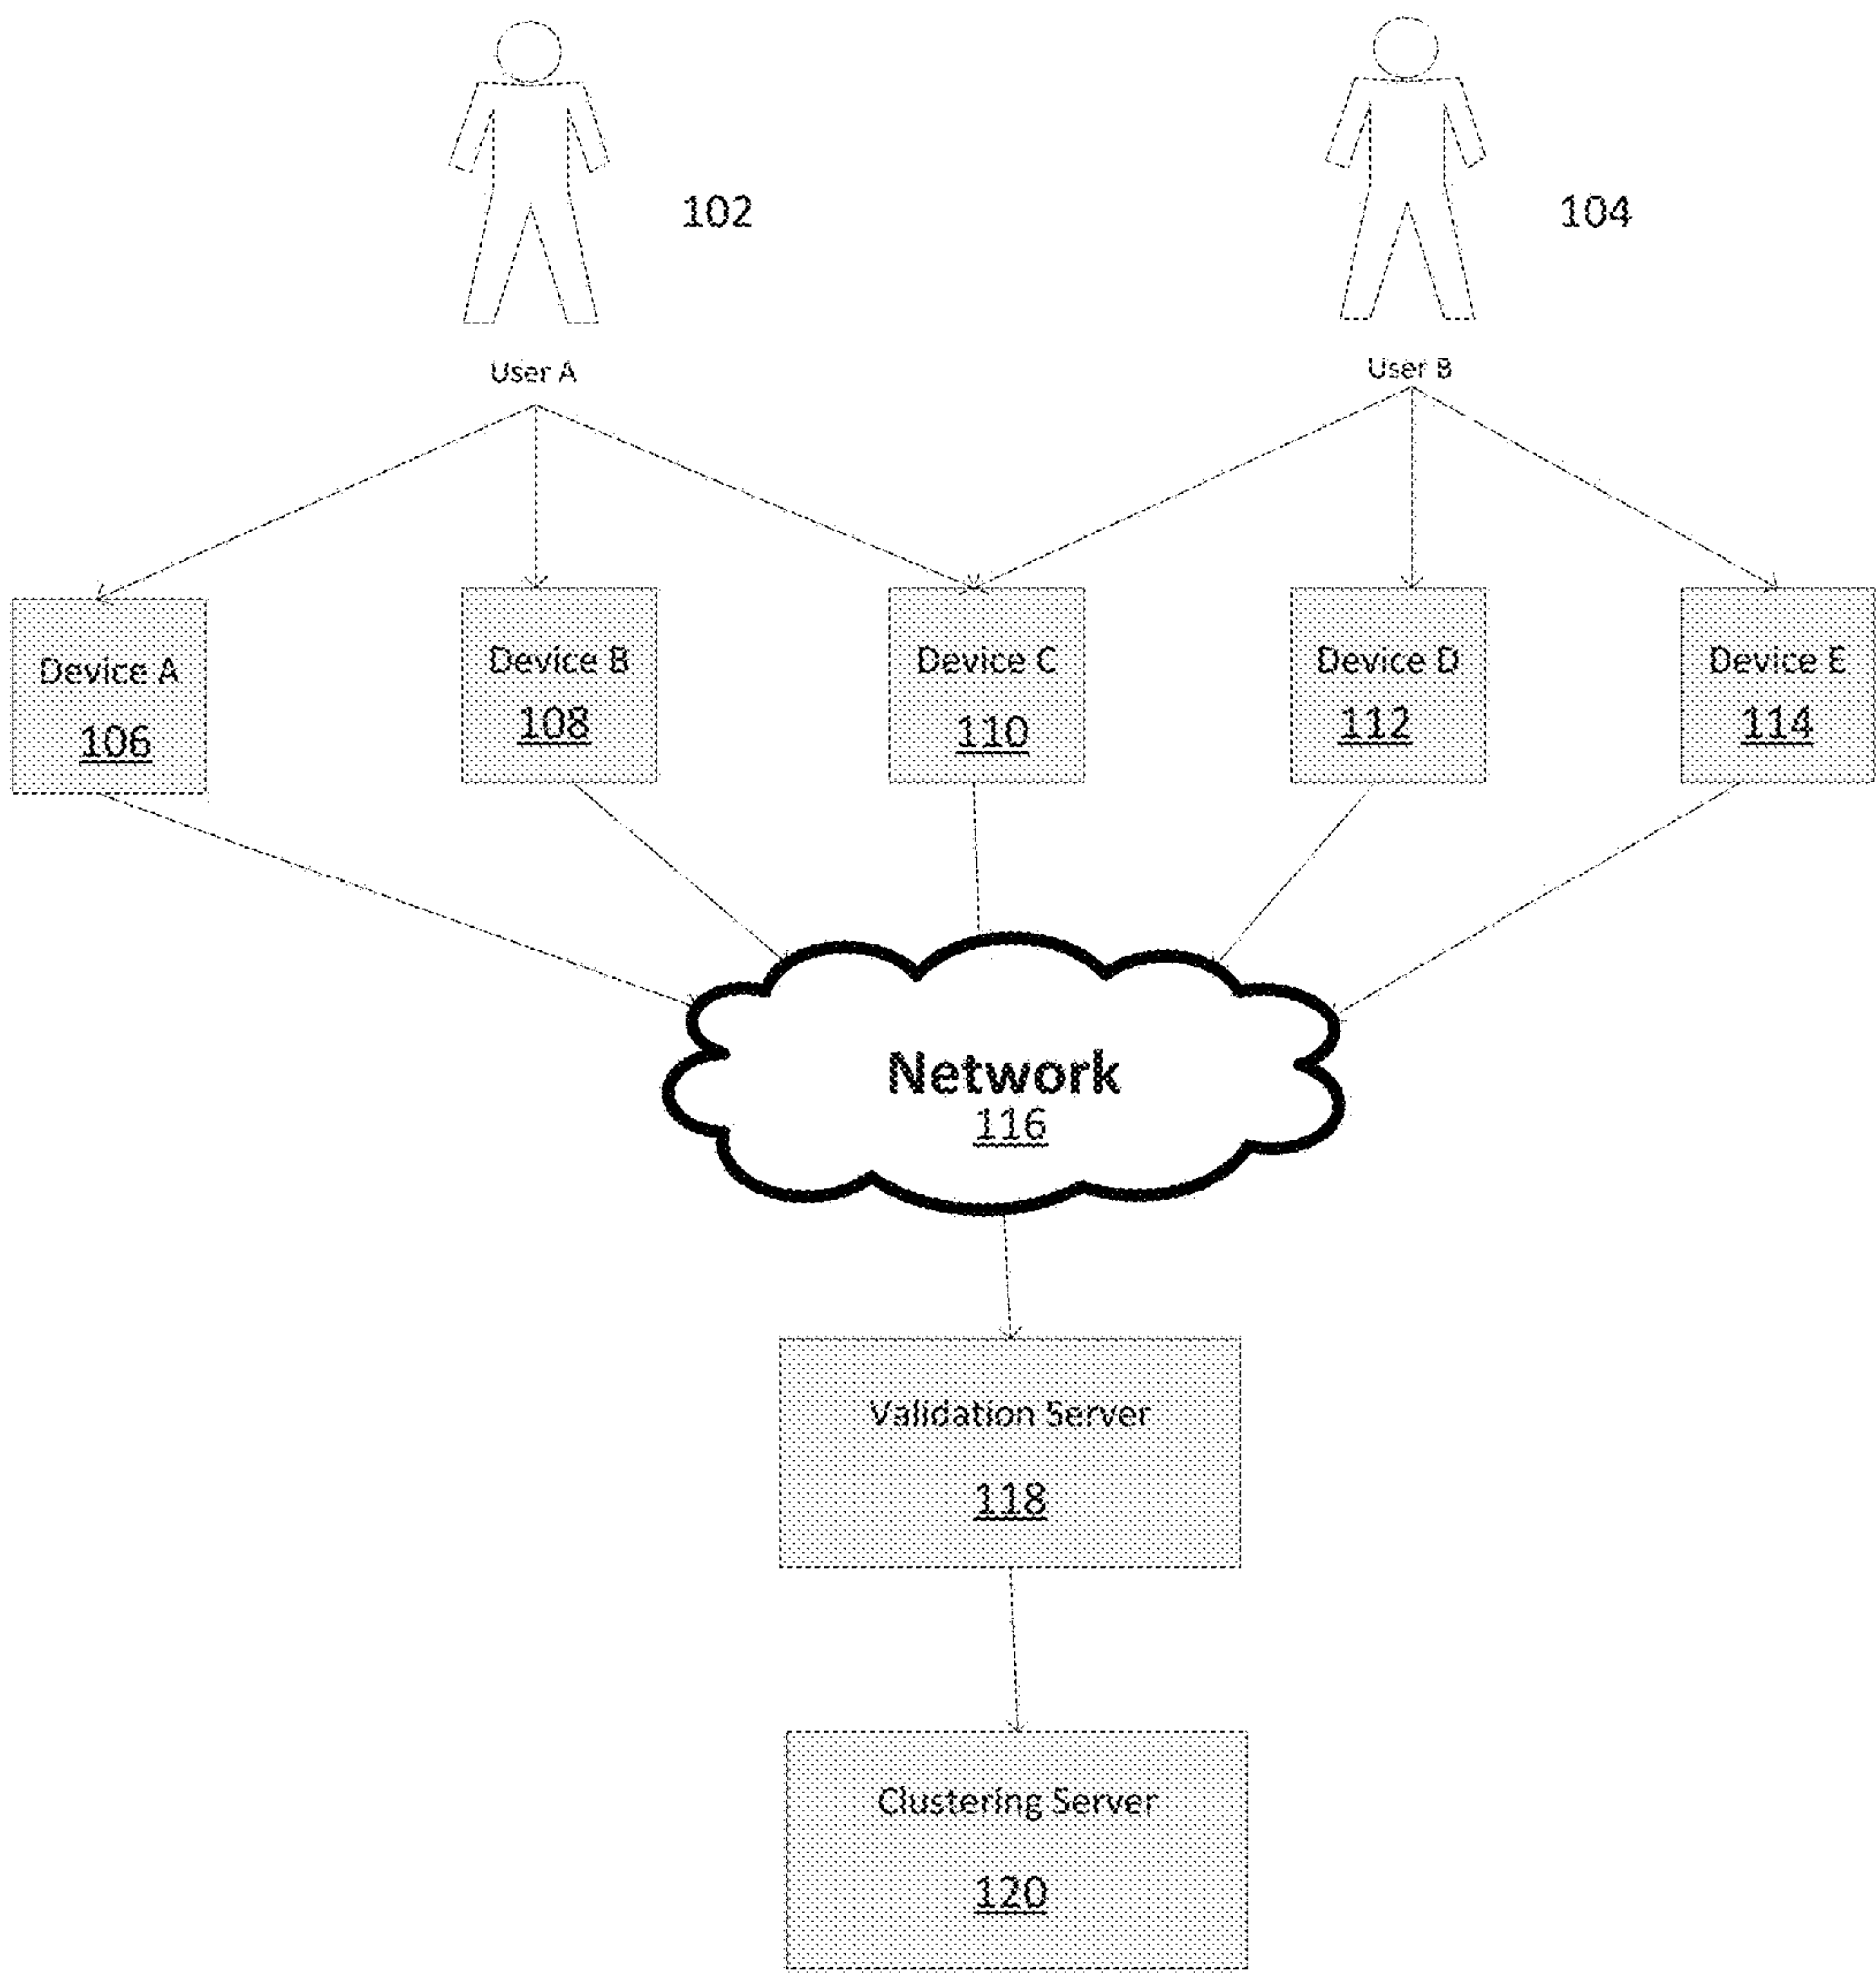 102
104
User A
User B
Device A
106
Device B
108
Device C
110
Device D
112
Device E
114
Network
116
Validation Server
118
Clustering Server
120